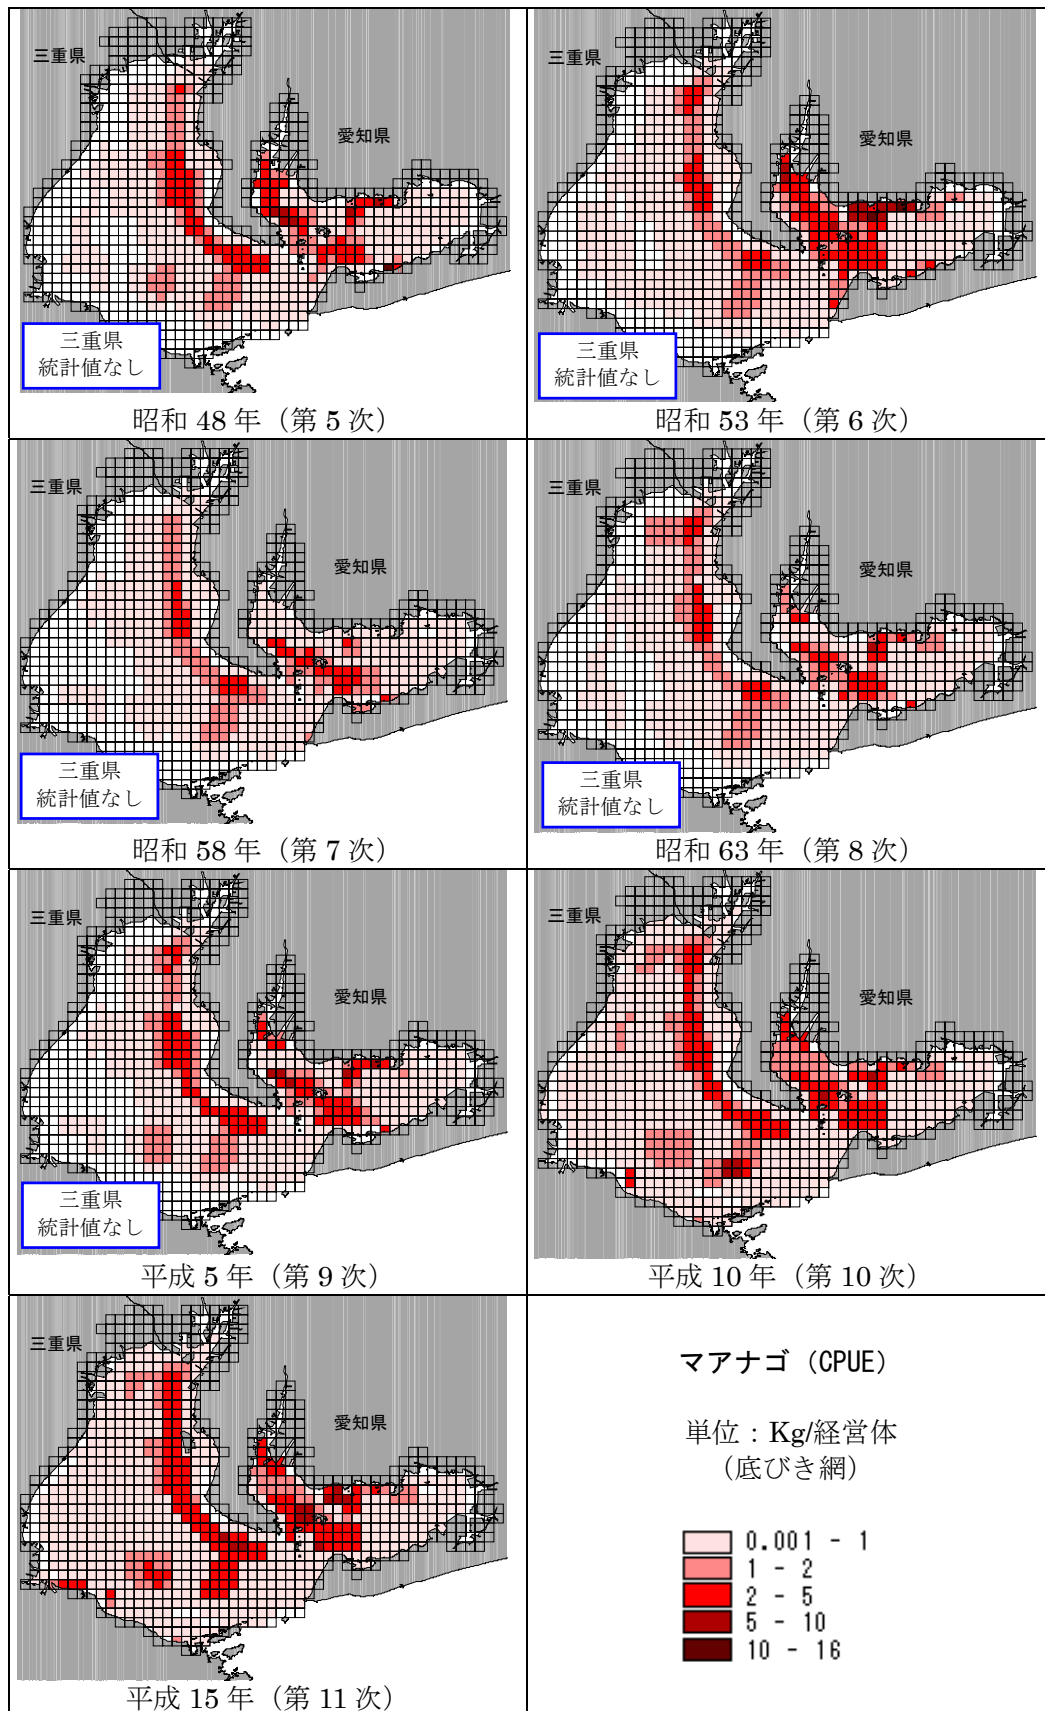 三重県
愛知県
三重県
統計値なし
昭和 48 年（第 5 次）
三重県
愛知県
三重県
統計値なし
昭和 53 年（第 6 次）
三重県
愛知県
三重県
統計値なし
昭和 58 年（第 7 次）
三重県
愛知県
三重県
統計値なし
昭和 63 年（第 8 次）
三重県
愛知県
三重県
統計値なし
平成 5 年（第 9 次）
三重県
愛知県
平成 10 年（第 10 次）
三重県
愛知県
平成 15 年（第 11 次）
マアナゴ（CPUE）
単位：Kg/経営体
（底びき網）
0.001 - 1
1 - 2
2 - 5
5 - 10
10 - 16